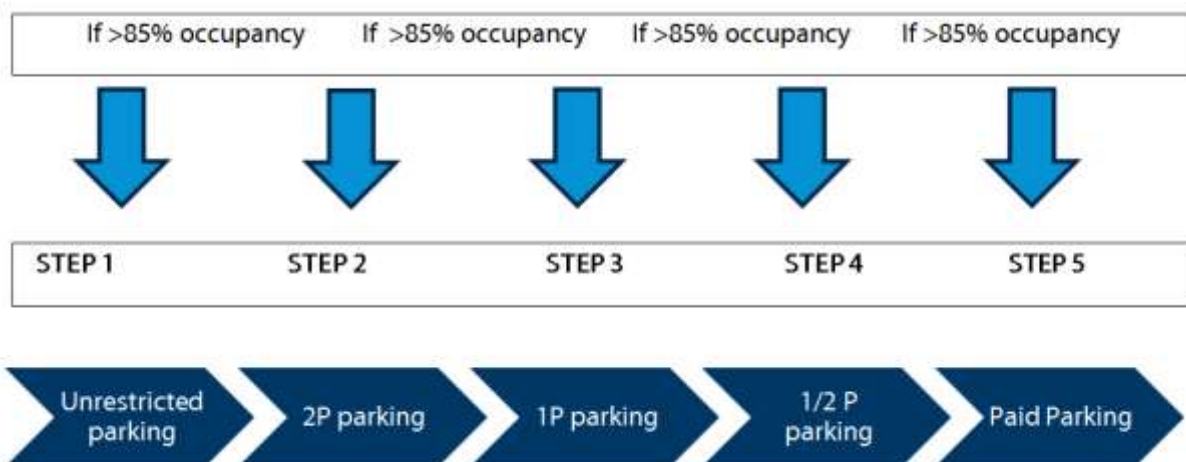 If >85% occupancy If >85% occupancy If >85% occupancy If >85% occupancy
STEP 1 STEP 2 STEP 3 STEP 4 STEP 5
Unrestricted
parking
2P parking
1P parking
1/2 P
parking
Paid Parking